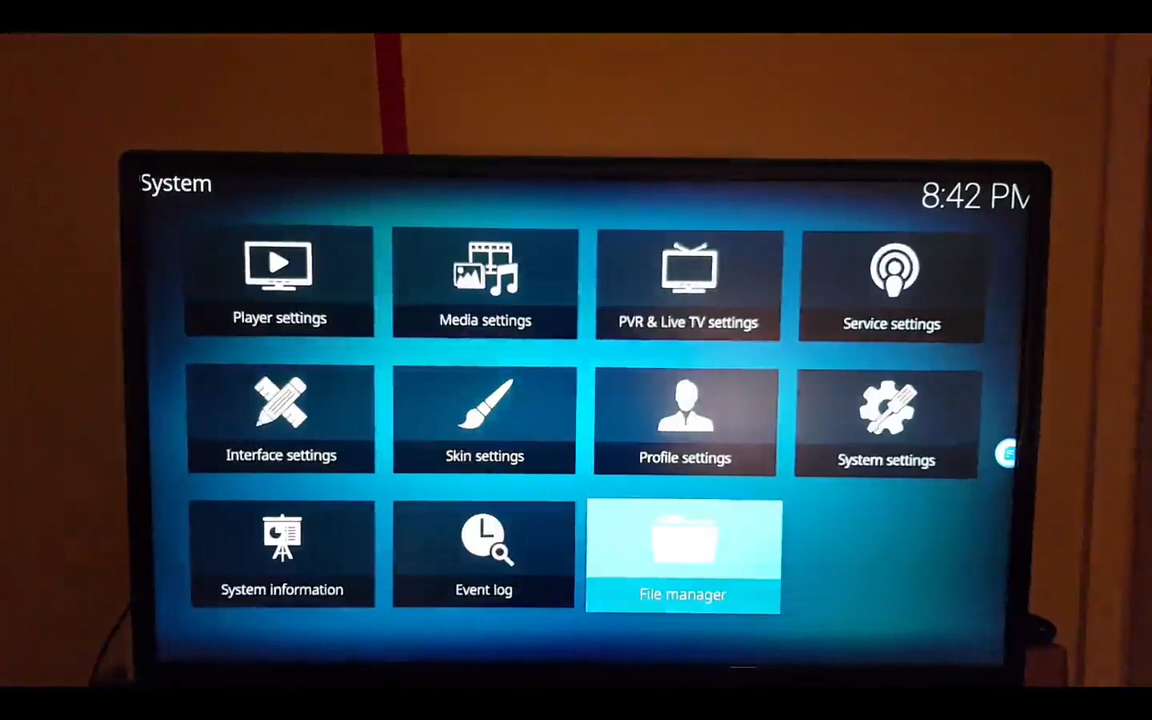 System
8:42 PM
Player settings
Media settings
PVR & Live TV settings
Service settings
Interface settings
Skin settings
Profile settings
System settings
System information
Event log
File manager